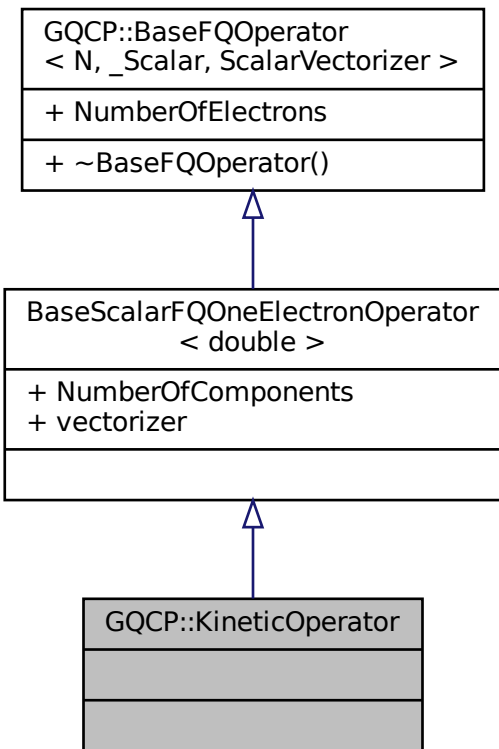 GQCP::BaseFQOperator
< N, _Scalar, ScalarVectorizer >
+ NumberOfElectrons
+ ~BaseFQOperator()
BaseScalarFQOneElectronOperator
< double >
+ NumberOfComponents
+ vectorizer
GQCP::KineticOperator